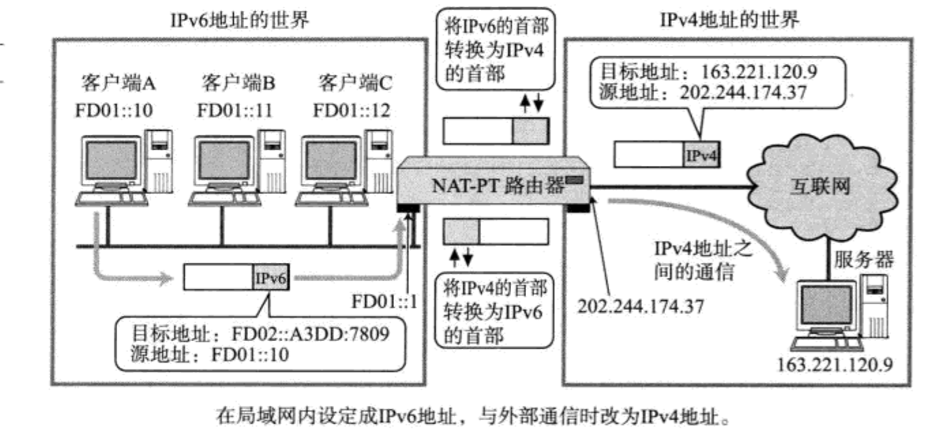 IPv6地址的世界
IPv4地址的世界
将IPv6的首部
转换为IPv4
的首部
客户端A
FD01::10
客户端B
FD01::11
客户端C
FD01::12
目标地址：163.221.120.9
源地址：202.244.174.37
IPv4
NAT-PT 路由器
互联网
IPv6
FD01::1
目标地址：FD02::A3DD:7809
源地址：FD01::10
将IPv4的首部
转换为IPv6
的首部
IPv4地址之
间的通信
202.244.174.37
服务器
163.221.120.9
在局域网内设定成IPv6地址，与外部通信时改为IPv4地址。